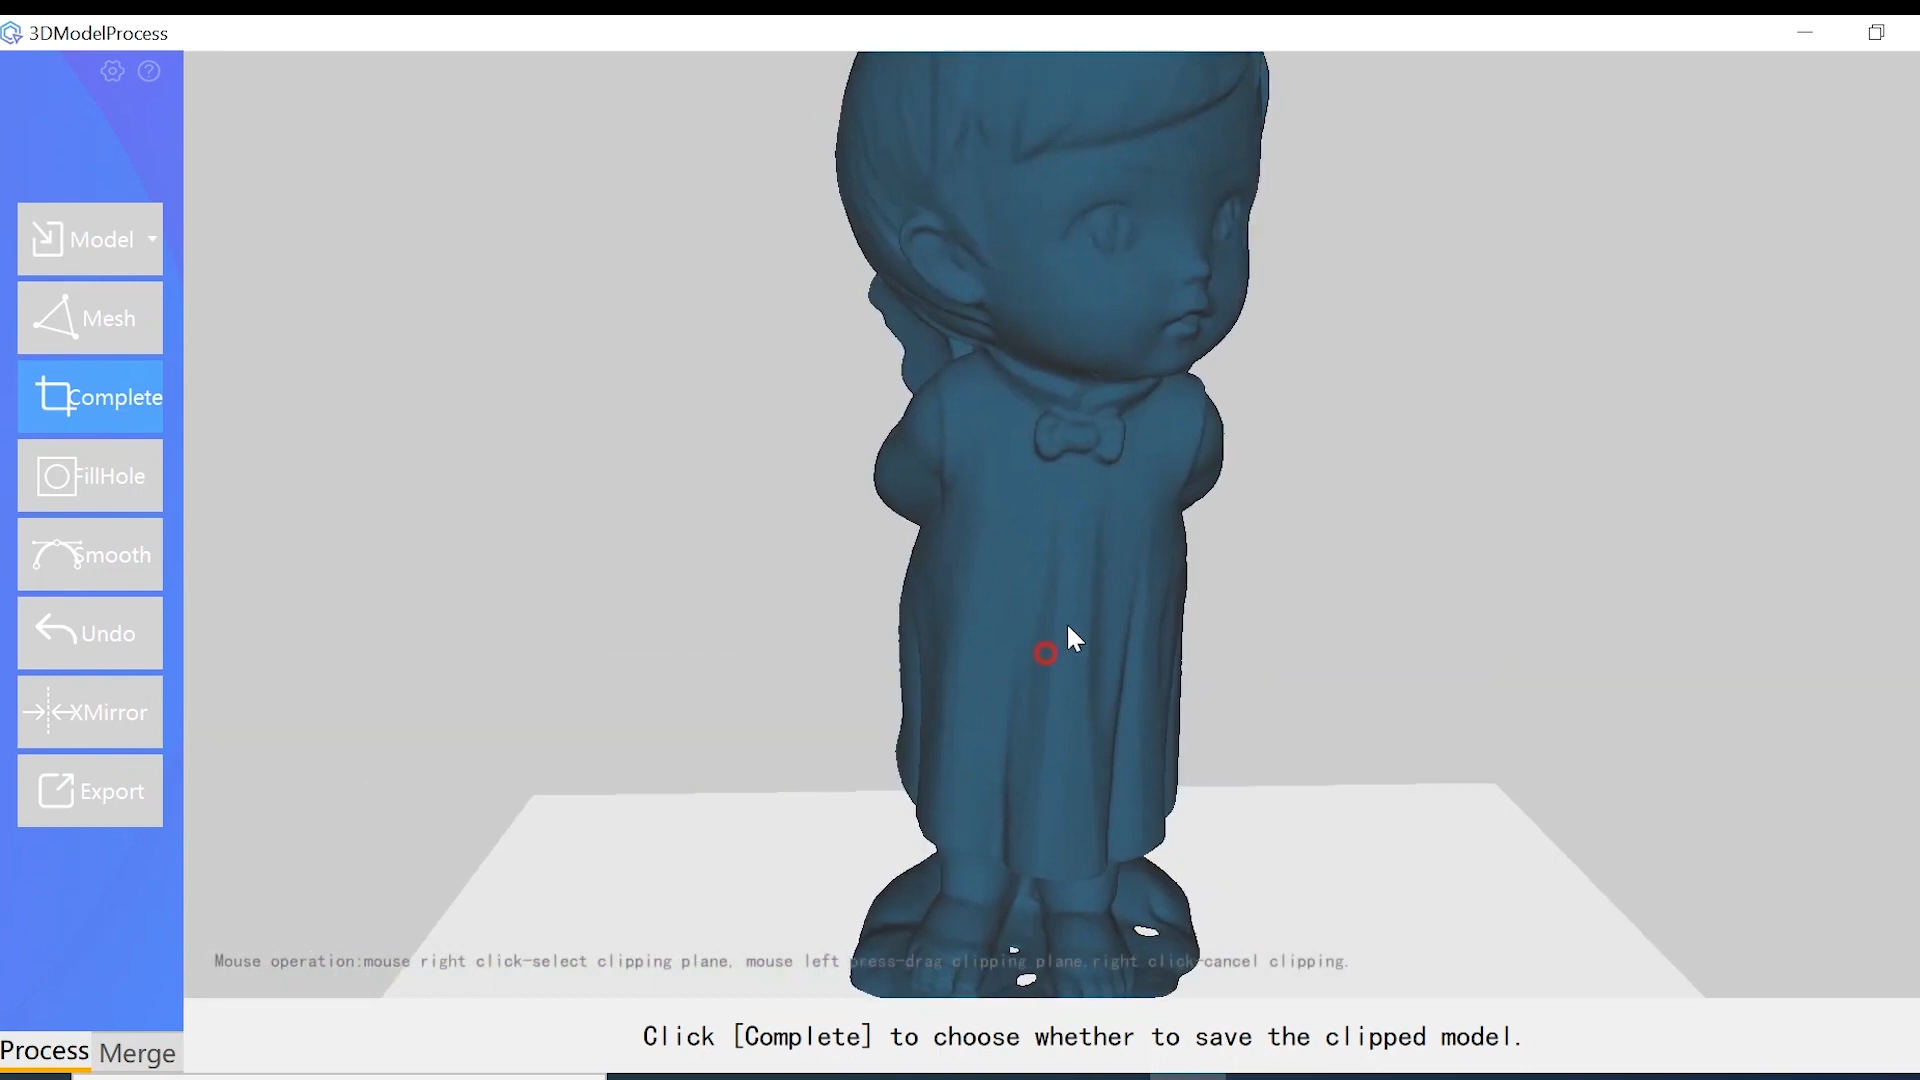 3DModelProcess
Model
Mesh
Complete
FillHole
Smooth
Undo
XMirror
Export
Mouse operation:mouse right click-select clipping plane, mouse left press-drag clipping plane,right click-cancel clipping.
Click [Complete] to choose whether to save the clipped model.
Process Merge